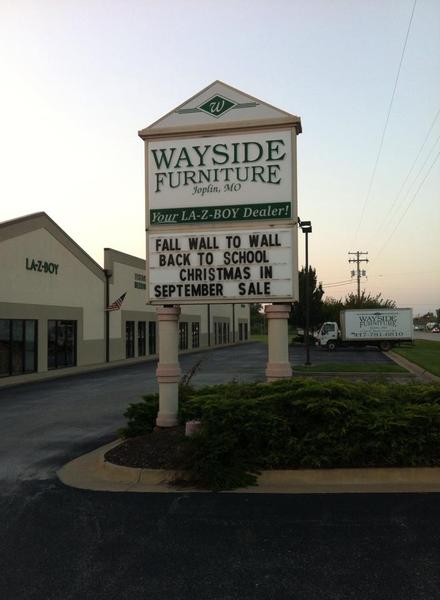 W
WAYSIDE
FURNITURE
Joplin, MO
Your LA-Z-BOY Dealer!
FALL WALL TO WALL
BACK TO SCHOOL
CHRISTMAS IN
SEPTEMBER SALE
LA-Z-BOY
WAYSIDE
FURNITURE